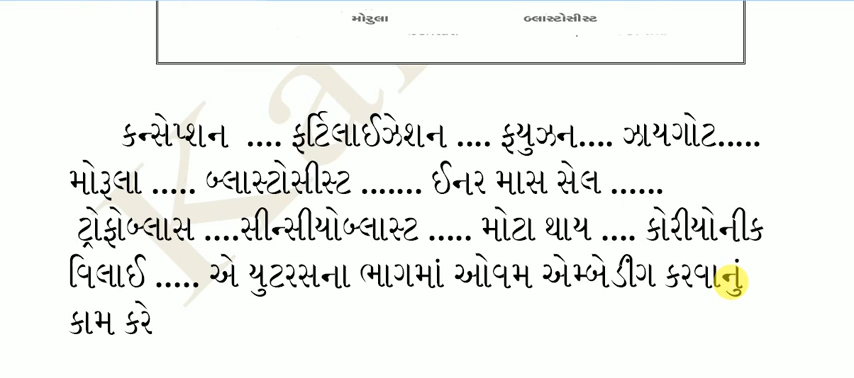 મોરુલા બ્લાસ્ટોસીસ્ટ
કન્સેપ્શન .... ફર્ટિલાઈઝેશન .... ફયુઝન.... ઝાયગોટ.....
મોરૂલા ..... બ્લાસ્ટોસીસ્ટ ....... ઈનર માસ સેલ ......
ટ્રોફોબ્લાસ ....સીન્સીયોબ્લાસ્ટ ..... મોટા થાય .... કોરીયોનીક
વિલાઈ ..... એ યુટરસના ભાગમાં ઓવમ એમ્બેડીંગ કરવાનું
કામ કરે